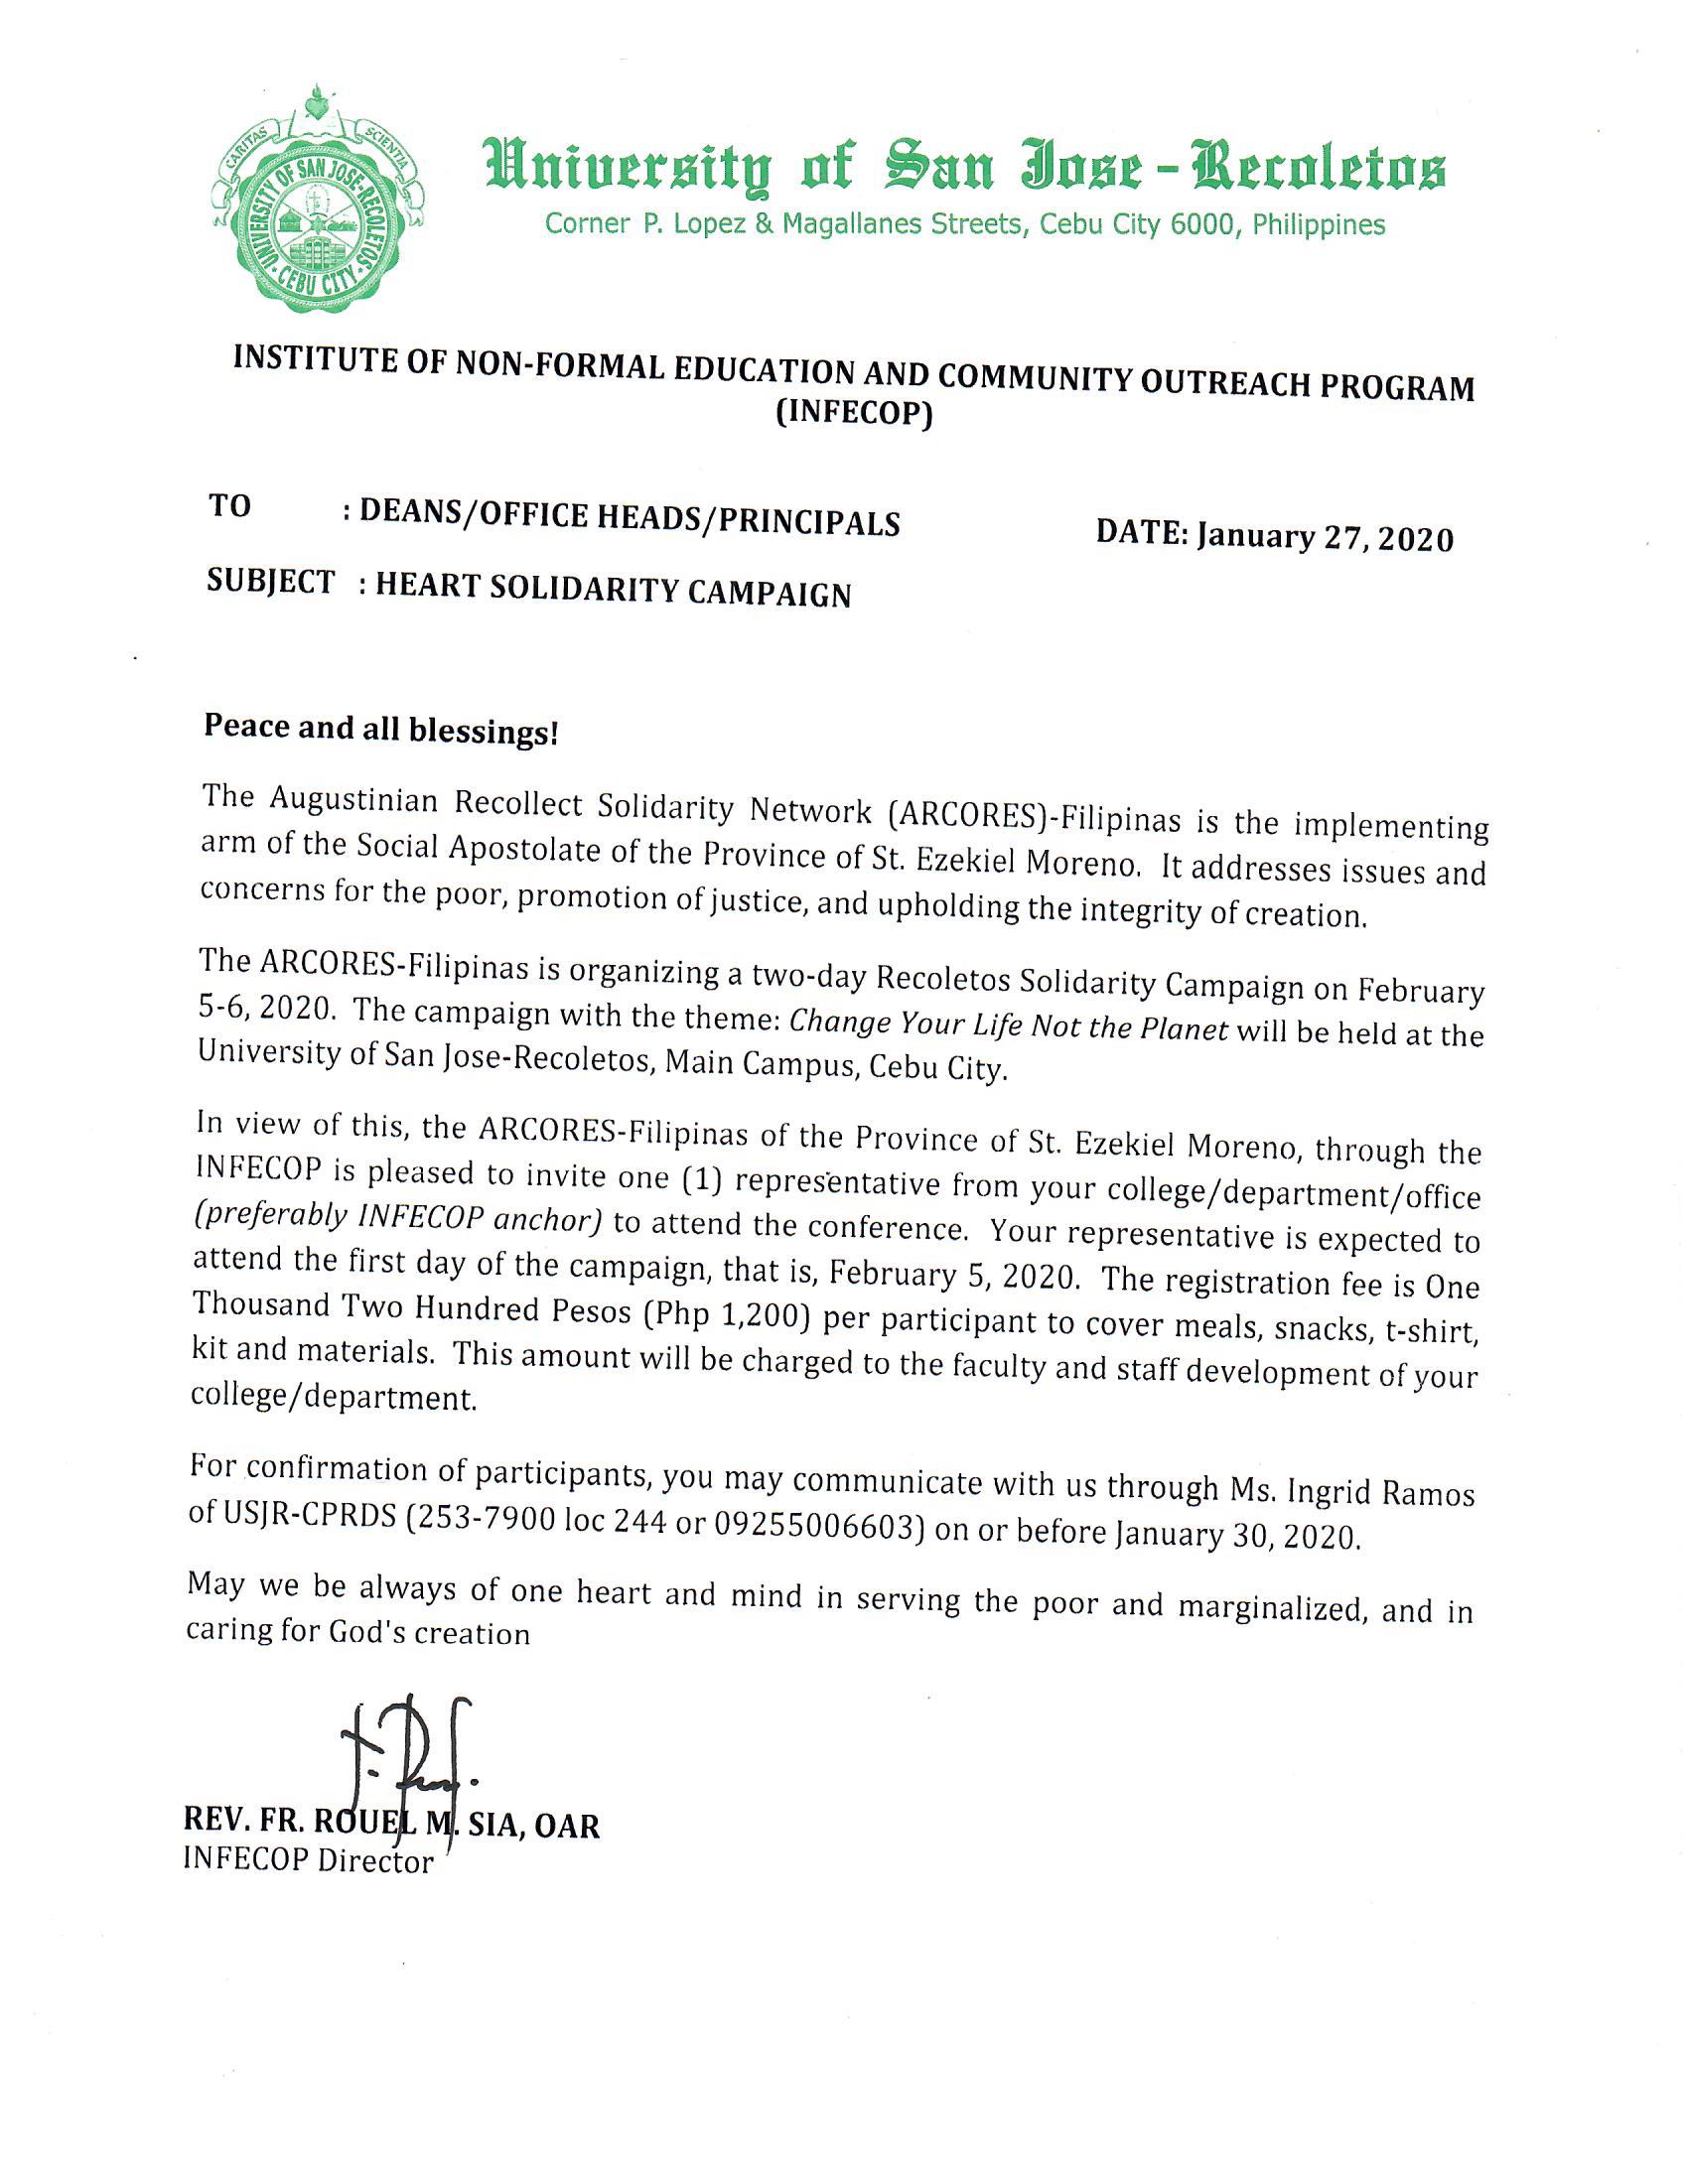 CARITAS
SCIENTIA
UNIVERSITY OF SAN JOSE-RECOLETOS
CEBU CITY
University of San Jose-Recoletos
Corner P. Lopez & Magallanes Streets, Cebu City 6000, Philippines
INSTITUTE OF NON-FORMAL EDUCATION AND COMMUNITY OUTREACH PROGRAM
(INFECOP)
TO : DEANS/OFFICE HEADS/PRINCIPALS DATE: January 27, 2020
SUBJECT : HEART SOLIDARITY CAMPAIGN
Peace and all blessings!
The Augustinian Recollect Solidarity Network (ARCORES)-Filipinas is the implementing
arm of the Social Apostolate of the Province of St. Ezekiel Moreno. It addresses issues and
concerns for the poor, promotion of justice, and upholding the integrity of creation.
The ARCORES-Filipinas is organizing a two-day Recoletos Solidarity Campaign on February
5-6, 2020. The campaign with the theme: Change Your Life Not the Planet will be held at the
University of San Jose-Recoletos, Main Campus, Cebu City.
In view of this, the ARCORES-Filipinas of the Province of St. Ezekiel Moreno, through the
INFECOP is pleased to invite one (1) representative from your college/department/office
(preferably INFECOP anchor) to attend the conference. Your representative is expected to
attend the first day of the campaign, that is, February 5, 2020. The registration fee is One
Thousand Two Hundred Pesos (Php 1,200) per participant to cover meals, snacks, t-shirt,
kit and materials. This amount will be charged to the faculty and staff development of your
college/department.
For confirmation of participants, you may communicate with us through Ms. Ingrid Ramos
of USJR-CPRDS (253-7900 loc 244 or 09255006603) on or before January 30, 2020.
May we be always of one heart and mind in serving the poor and marginalized, and in
caring for God's creation
REV. FR. ROUEL M. SIA, OAR
INFECOP Director